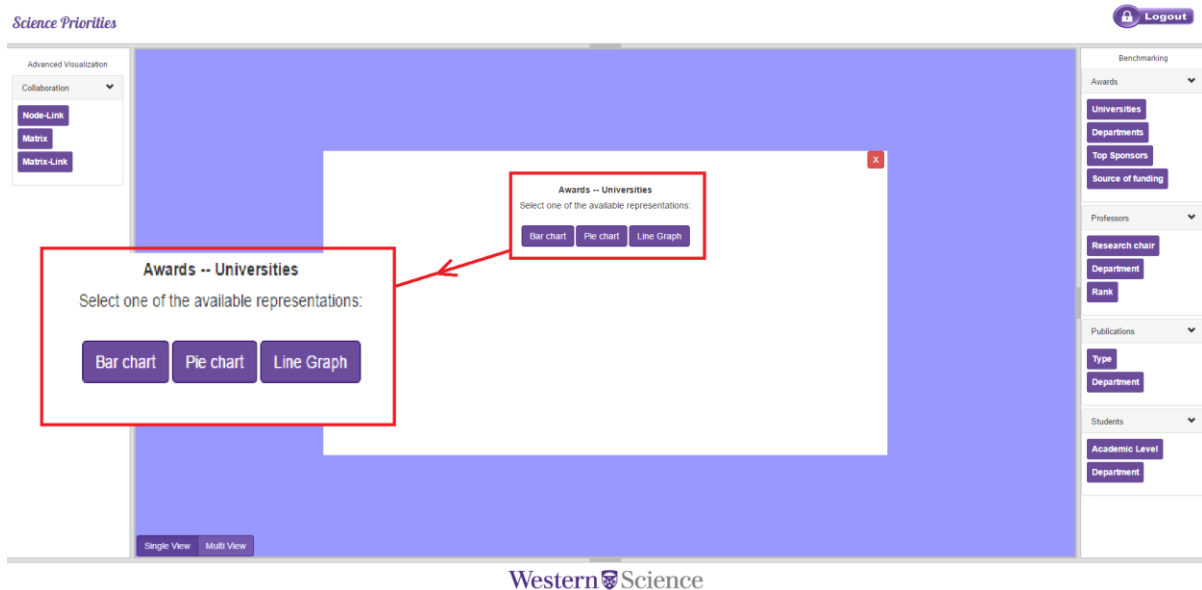 Science Priorities
Logout
Advanced Visualization
Collaboration
Node-Link
Matrix
Matrix-Link
X
Awards -- Universities
Select one of the available representations:
Bar chart Pie chart Line Graph
Awards -- Universities
Select one of the available representations:
Bar chart Pie chart Line Graph
Single View Multi View
Benchmarking
Awards
Universities
Departments
Top Sponsors
Source of funding
Professors
Research chair
Department
Rank
Publications
Type
Department
Students
Academic Level
Department
Western Science